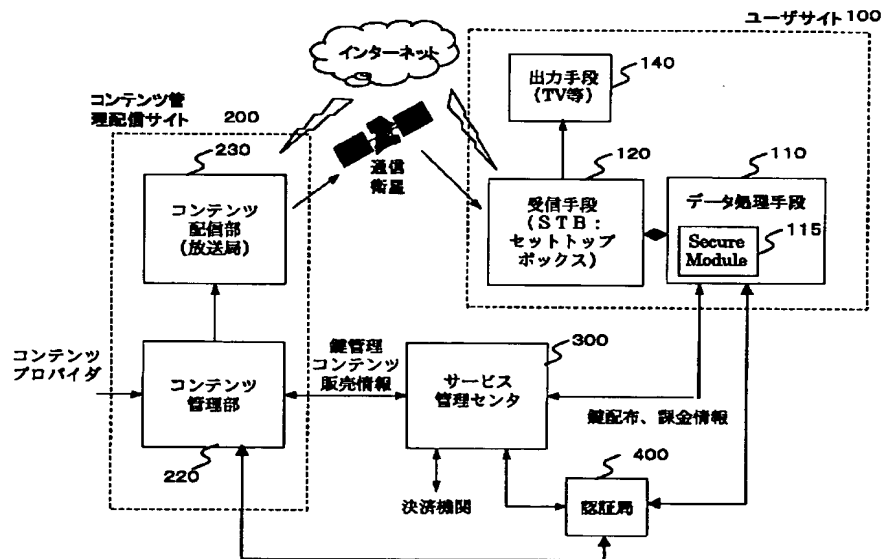 ユーザサイト 100
インターネット
出力手段
(TV等)
140
コンテンツ管
理配信サイト 200
通信
衛星
230
コンテンツ
配信部
(放送局)
120
受信手段
(STB:
セットトップ
ボックス)
110
データ処理手段
Secure
Module
115
コンテンツ
プロバイダ
コンテンツ
管理部
220
鍵管理
コンテンツ
販売情報
300
サービス
管理センタ
鍵配布、課金情報
決済機関
400
認証局